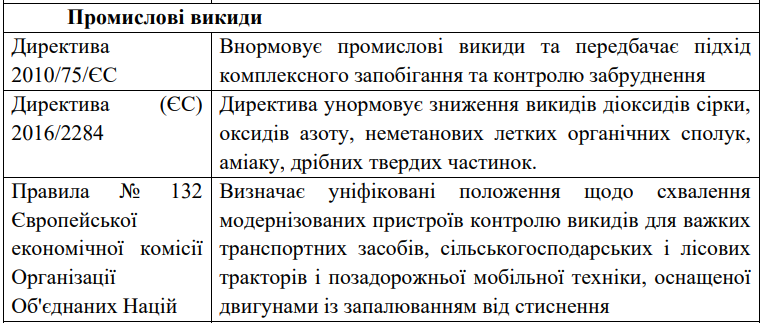 Промислові викиди
Директива
2010/75/ЄС
Внормовує промислові викиди та передбачає підхід
комплексного запобігання та контролю забруднення
Директива (ЄС)
2016/2284
Директива унормовує зниження викидів діоксидів сірки,
оксидів азоту, неметанових летких органічних сполук,
аміаку, дрібних твердих частинок.
Правила № 132
Європейської
економічної комісії
Організації
Об'єднаних Націй
Визначає уніфіковані положення щодо схвалення
модернізованих пристроїв контролю викидів для важких
транспортних засобів, сільськогосподарських і лісових
тракторів і позадорожньої мобільної техніки, оснащеної
двигунами із запалюванням від стиснення